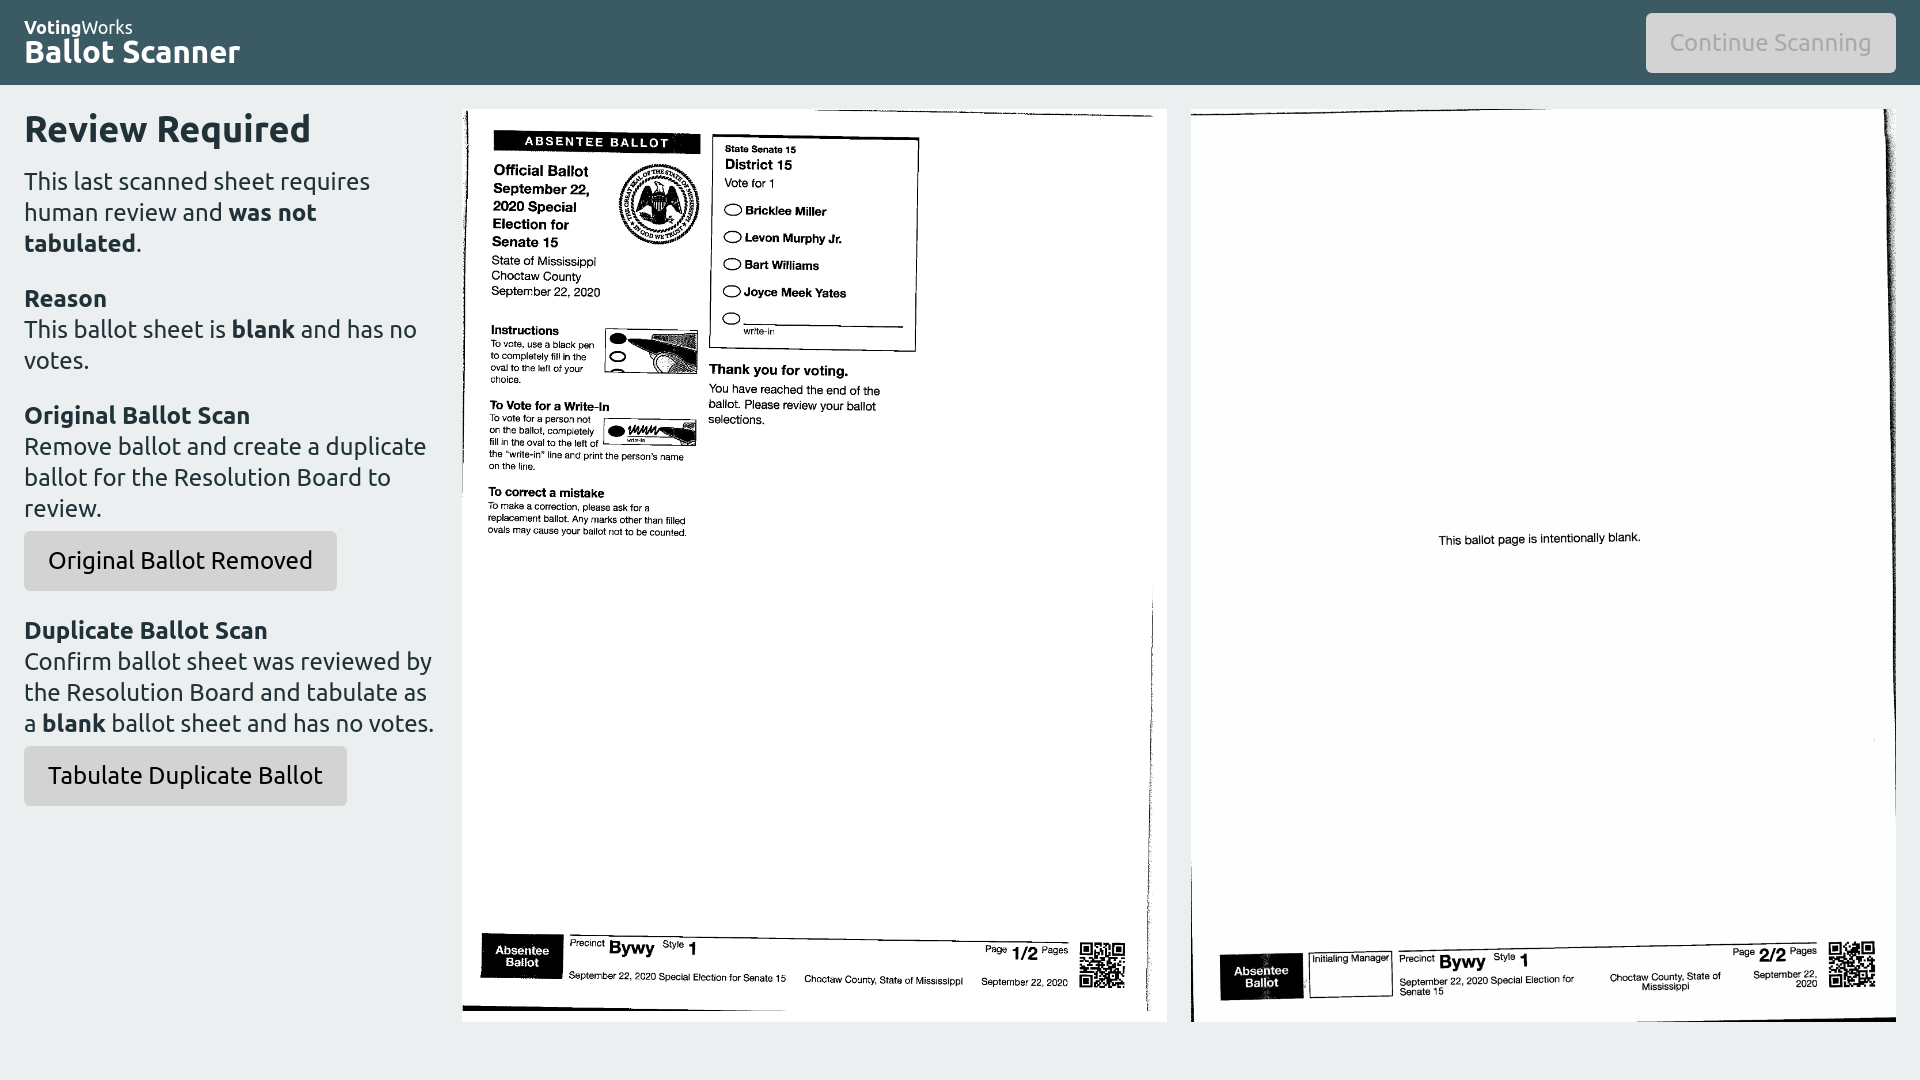 VotingWorks
Ballot Scanner
Continue Scanning
Review Required
This last scanned sheet requires
human review and was not
tabulated.
Reason
This ballot sheet is blank and has no
votes.
Original Ballot Scan
Remove ballot and create a duplicate
ballot for the Resolution Board to
review.
Original Ballot Removed
Duplicate Ballot Scan
Confirm ballot sheet was reviewed by
the Resolution Board and tabulate as
a blank ballot sheet and has no votes.
Tabulate Duplicate Ballot
ABSENTEE BALLOT
Official Ballot
September 22,
2020 Special
Election for
Senate 15
State of Mississippi
Choctaw County
September 22, 2020
THE GREAT SEAL OF THE STATE OF MISSISSIPPI
IN GOD WE TRUST
Instructions
To vote, use a black pen
to completely fill in the
oval to the left of your
choice.
To Vote for a Write-In
To vote for a person not
on the ballot, completely
fill in the oval to the left of
the "write-in" line and print the person's name
on the line.
write-in
To correct a mistake
To make a correction, please ask for a
replacement ballot. Any marks other than filled
ovals may cause your ballot not to be counted.
State Senate 15
District 15
Vote for 1
Bricklee Miller
Levon Murphy Jr.
Bart Williams
Joyce Meek Yates
write-in
Thank you for voting.
You have reached the end of the
ballot. Please review your ballot
selections.
Absentee
Ballot
Precinct Bywy Style 1
Page 1/2 Pages
September 22, 2020 Special Election for Senate 15
Choctaw County, State of Mississippi
September 22, 2020
This ballot page is intentionally blank.
Absentee
Ballot
Initialing Manager
Precinct Bywy Style 1
Page 2/2 Pages
September 22, 2020 Special Election for
Senate 15
Choctaw County, State of
Mississippi
September 22,
2020